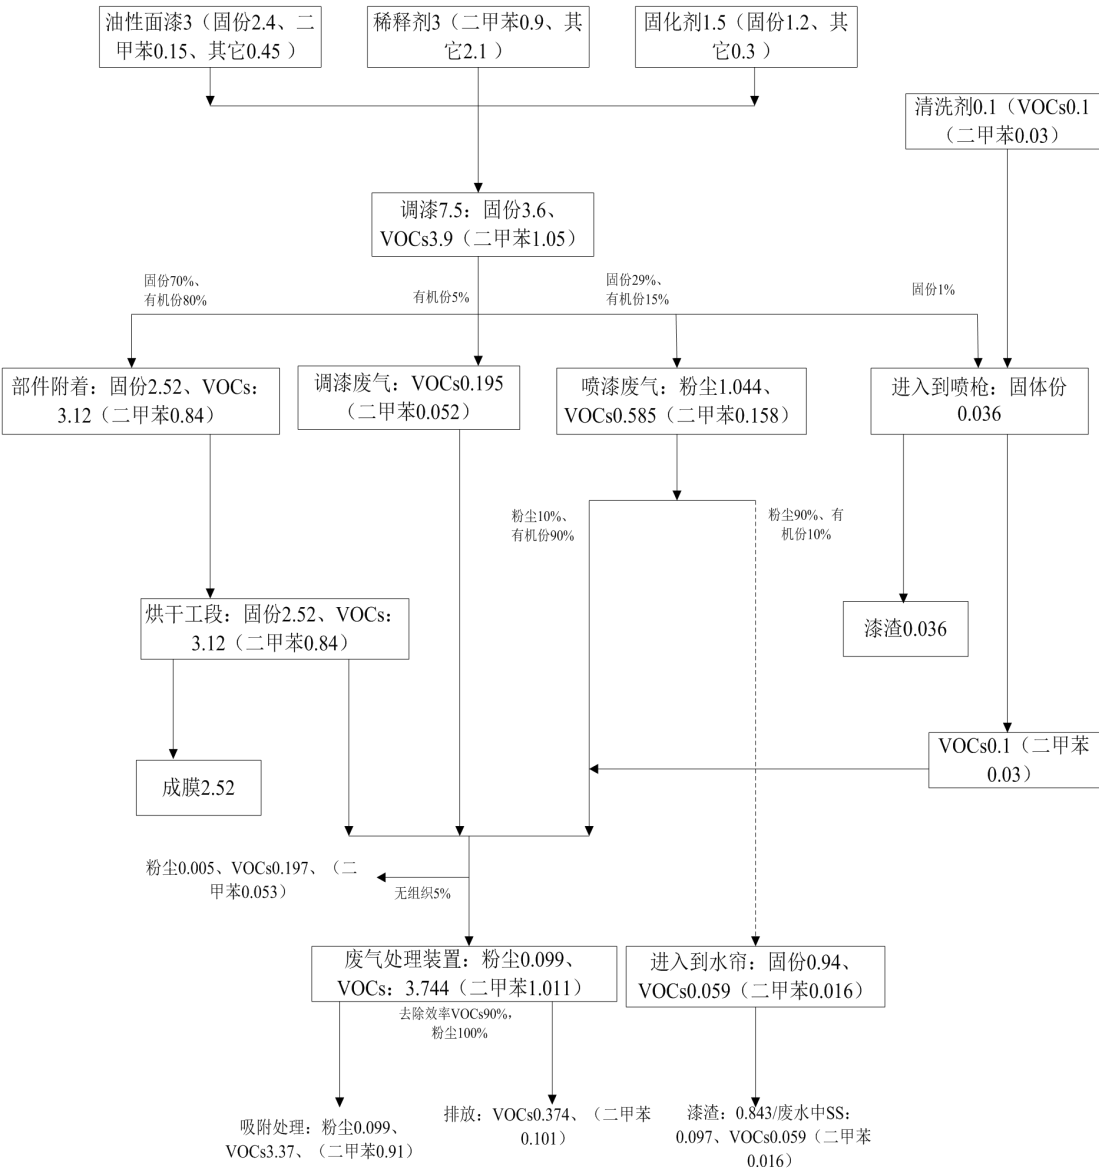 油性面漆3（固份2.4、二
甲苯0.15、其它0.45 ）
稀释剂3（二甲苯0.9、其
它2.1 ）
固化剂1.5（固份1.2、其
它0.3 ）
清洗剂0.1（VOCs0.1
（二甲苯0.03）
调漆7.5：固份3.6、
VOCs3.9（二甲苯1.05）
固份70%、
有机份80%
有机份5%
固份29%、
有机份15%
固份1%
部件附着：固份2.52、VOCs：
3.12（二甲苯0.84）
调漆废气：VOCs0.195
（二甲苯0.052）
喷漆废气：粉尘1.044、
VOCs0.585（二甲苯0.158）
进入到喷枪：固体份
0.036
粉尘10%、
有机份90%
粉尘90%、有
机份10%
烘干工段：固份2.52、VOCs：
3.12（二甲苯0.84）
漆渣0.036
VOCs0.1（二甲苯
0.03）
成膜2.52
粉尘0.005、VOCs0.197、（二
甲苯0.053）
无组织5%
废气处理装置：粉尘0.099、
VOCs：3.744（二甲苯1.011）
进入到水帘：固份0.94、
VOCs0.059（二甲苯0.016）
去除效率VOCs90%，
粉尘100%
吸附处理：粉尘0.099、
VOCs3.37、（二甲苯0.91）
排放：VOCs0.374、（二甲苯
0.101）
漆渣：0.843/废水中SS：
0.097、VOCs0.059（二甲苯
0.016）